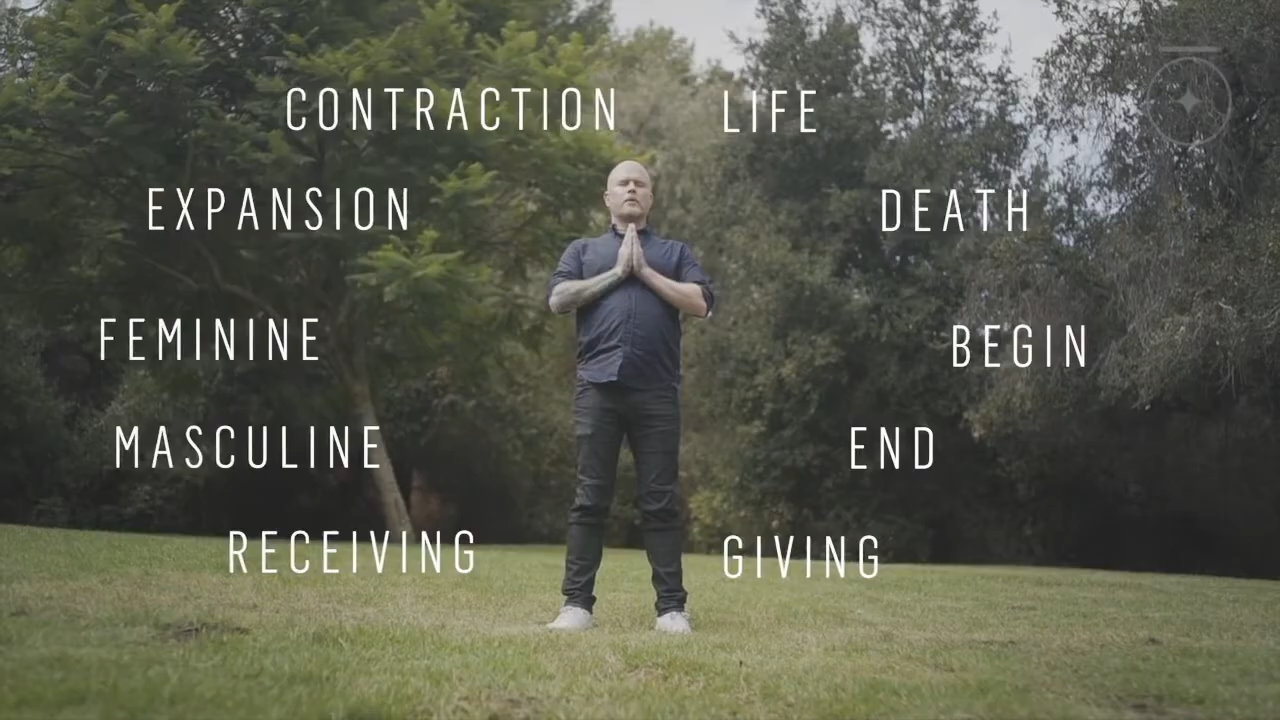 CONTRACTION LIFE
EXPANSION DEATH
FEMININE BEGIN
MASCULINE END
RECEIVING GIVING